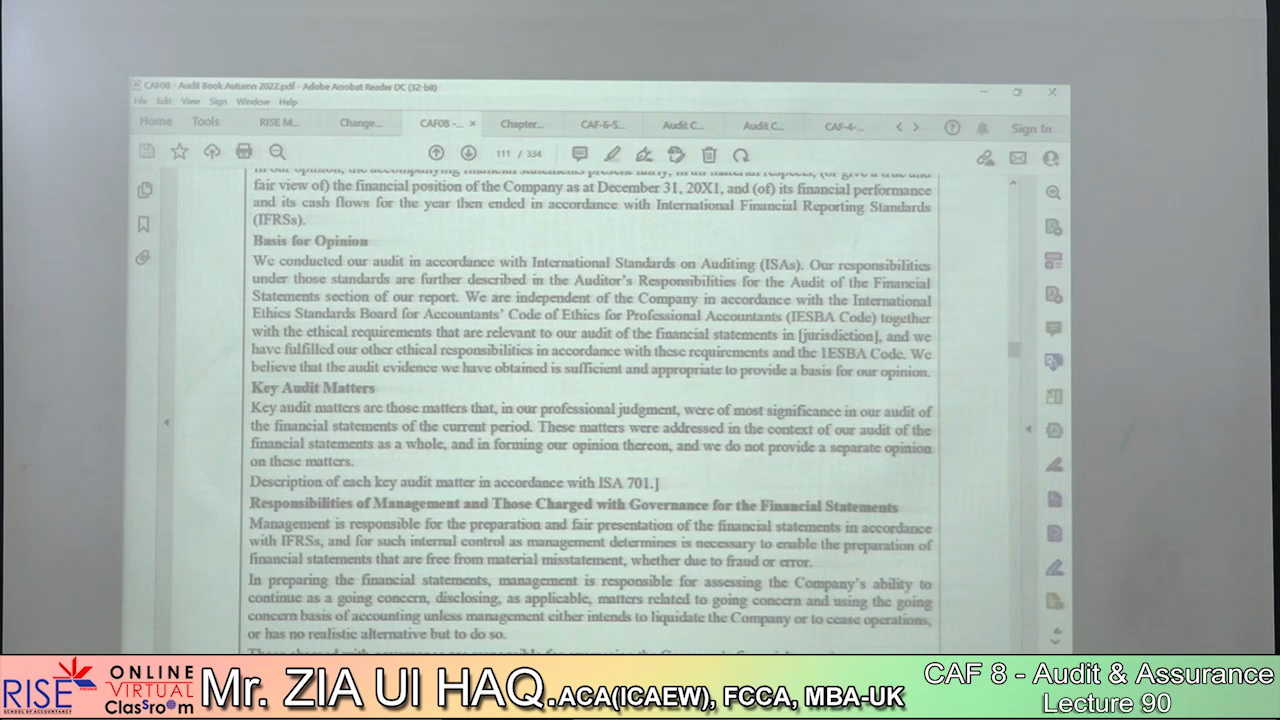 CAF08 - Audit Book Autumn 2022.pdf - Adobe Acrobat Reader DC (32-bit)
File Edit View Sign Window Help
Home Tools RISE M... Change... CAF08 -... × Chapter... CAF-6-S... Audit C... Audit C... CAF-4-... Sign In
111 / 334
In our opinion, the accompanying financial statements present fairly, in all material respects, (or give a true and
fair view of) the financial position of the Company as at December 31, 20X1, and (of) its financial performance
and its cash flows for the year then ended in accordance with International Financial Reporting Standards
(IFRSs).
Basis for Opinion
We conducted our audit in accordance with International Standards on Auditing (ISAs). Our responsibilities
under those standards are further described in the Auditor's Responsibilities for the Audit of the Financial
Statements section of our report. We are independent of the Company in accordance with the International
Ethics Standards Board for Accountants' Code of Ethics for Professional Accountants (IESBA Code) together
with the ethical requirements that are relevant to our audit of the financial statements in [jurisdiction], and we
have fulfilled our other ethical responsibilities in accordance with these requirements and the 1ESBA Code. We
believe that the audit evidence we have obtained is sufficient and appropriate to provide a basis for our opinion.
Key Audit Matters
Key audit matters are those matters that, in our professional judgment, were of most significance in our audit of
the financial statements of the current period. These matters were addressed in the context of our audit of the
financial statements as a whole, and in forming our opinion thereon, and we do not provide a separate opinion
on these matters.
Description of each key audit matter in accordance with ISA 701.]
Responsibilities of Management and Those Charged with Governance for the Financial Statements
Management is responsible for the preparation and fair presentation of the financial statements in accordance
with IFRSs, and for such internal control as management determines is necessary to enable the preparation of
financial statements that are free from material misstatement, whether due to fraud or error.
In preparing the financial statements, management is responsible for assessing the Company's ability to
continue as a going concern, disclosing, as applicable, matters related to going concern and using the going
concern basis of accounting unless management either intends to liquidate the Company or to cease operations,
or has no realistic alternative but to do so.
RISE
PREMIER
SCHOOL OF ACCOUNTANCY
ONLINE
VIRTUAL
ClasSroom
Mr. ZIA Ul HAQ. ACA(ICAEW), FCCA, MBA-UK
CAF 8 - Audit & Assurance
Lecture 90